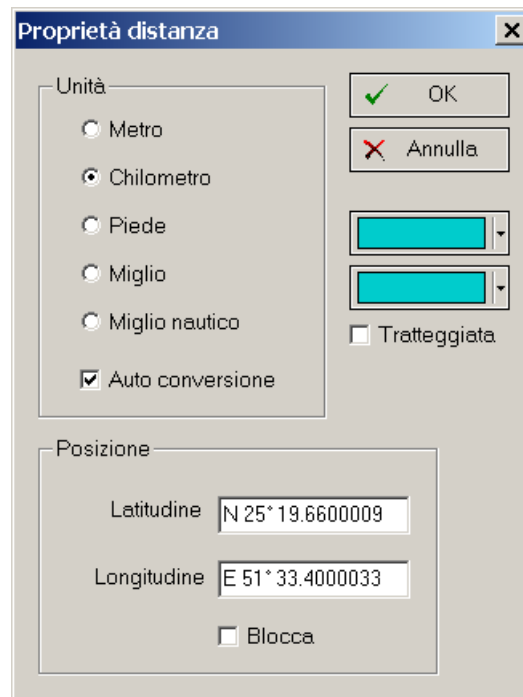 Proprietà distanza
Unità
Metro
Chilometro
Piede
Miglio
Miglio nautico
Auto conversione
OK
Annulla
Tratteggiata
Posizione
Latitudine N 25° 19.6600009
Longitudine E 51° 33.4000033
Blocca